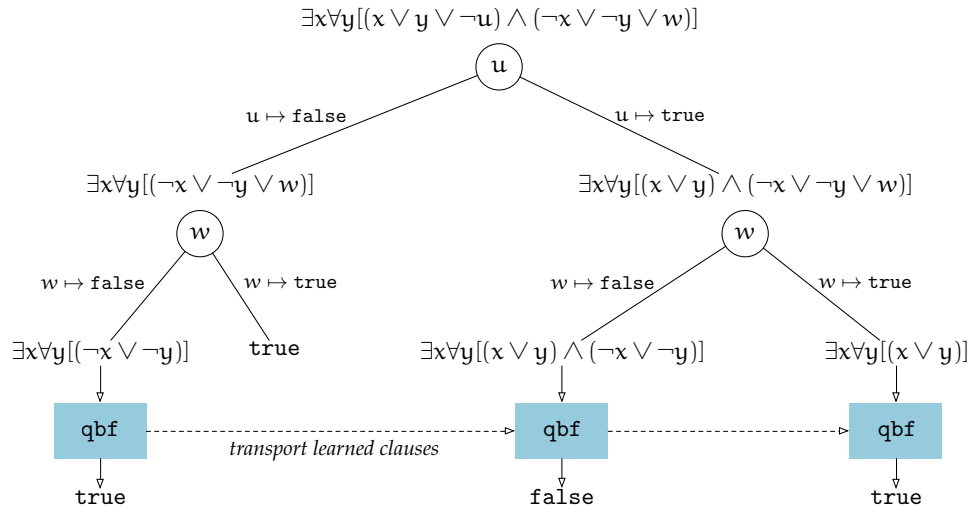 ∃x∀y[(x ∨ y ∨ ¬u) ∧ (¬x ∨ ¬y ∨ w)]
u
u ↦ false
u ↦ true
∃x∀y[(¬x ∨ ¬y ∨ w)]
∃x∀y[(x ∨ y) ∧ (¬x ∨ ¬y ∨ w)]
w
w
w ↦ false
w ↦ true
w ↦ false
w ↦ true
∃x∀y[(¬x ∨ ¬y)]
true
∃x∀y[(x ∨ y) ∧ (¬x ∨ ¬y)]
∃x∀y[(x ∨ y)]
qbf
qbf
qbf
transport learned clauses
true
false
true